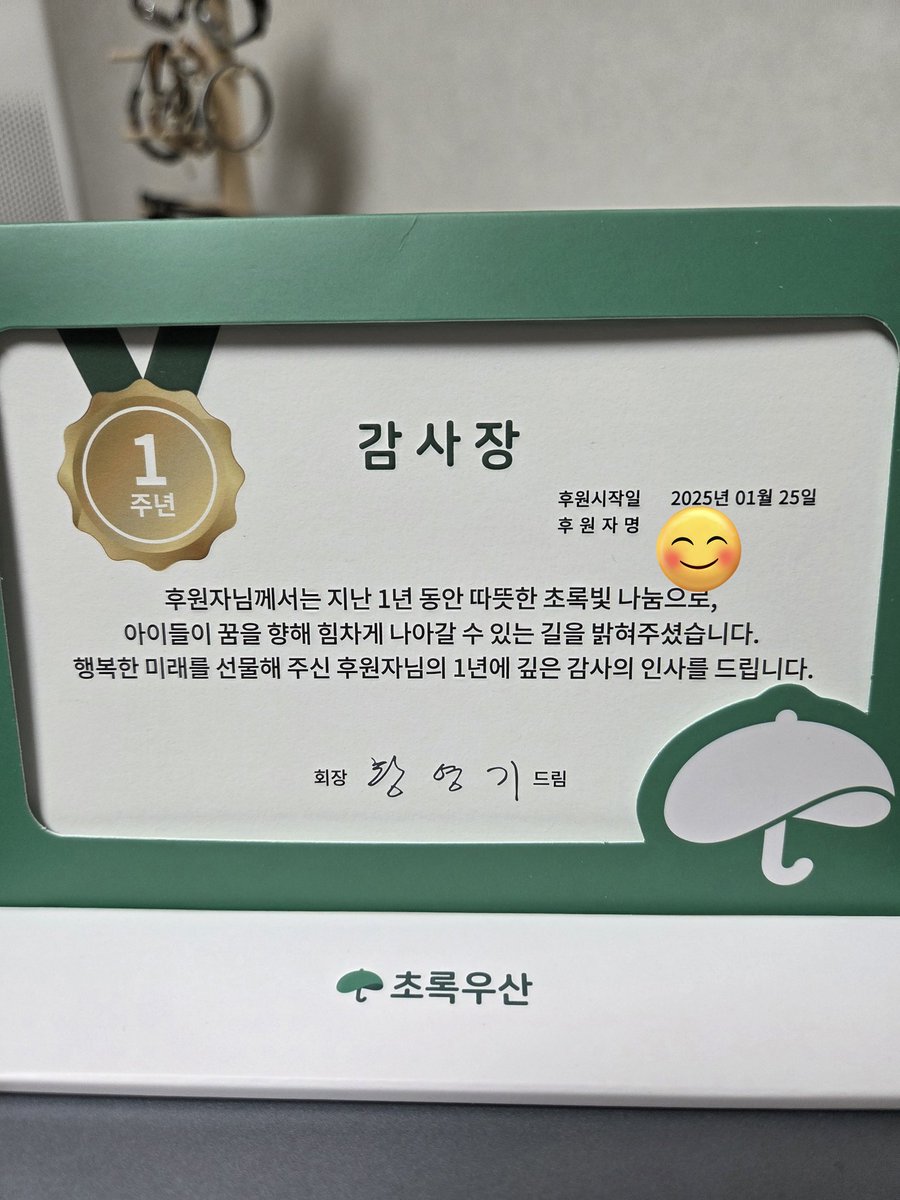 1
주년
감사장
후원시작일 2025년 01월 25일
후원자명
후원자님께서는 지난 1년 동안 따뜻한 초록빛 나눔으로,
아이들이 꿈을 향해 힘차게 나아갈 수 있는 길을 밝혀주셨습니다.
행복한 미래를 선물해 주신 후원자님의 1년에 깊은 감사의 인사를 드립니다.
회장 황영기 드림
초록우산